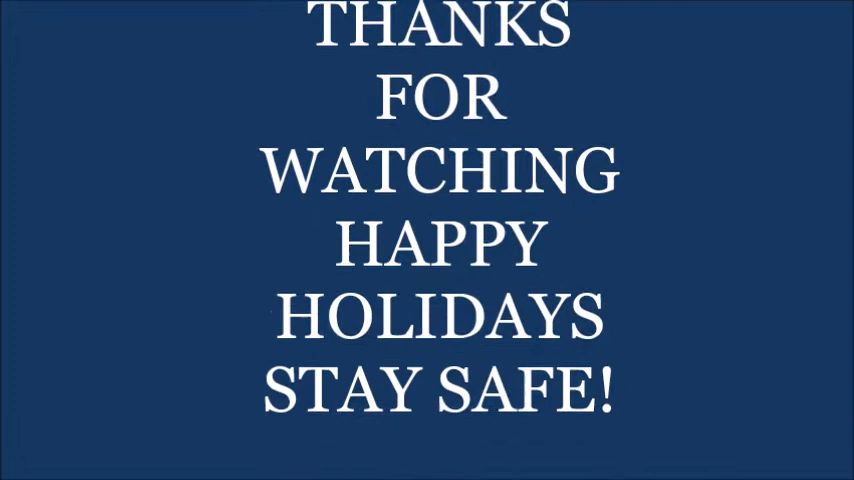 THANKS
FOR
WATCHING
HAPPY
HOLIDAYS
STAY SAFE!